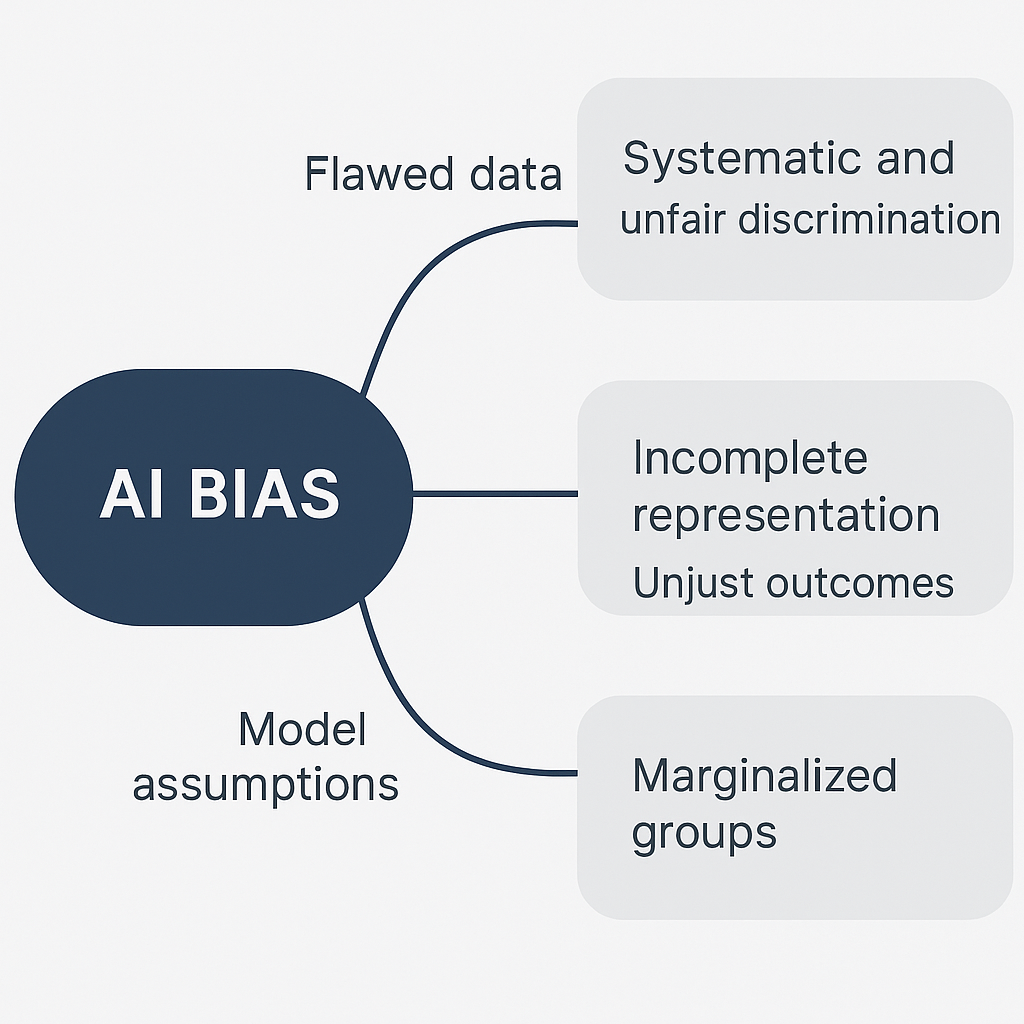 Flawed data
Systematic and
unfair discrimination
AI BIAS
Incomplete
representation
Unjust outcomes
Model
assumptions
Marginalized
groups